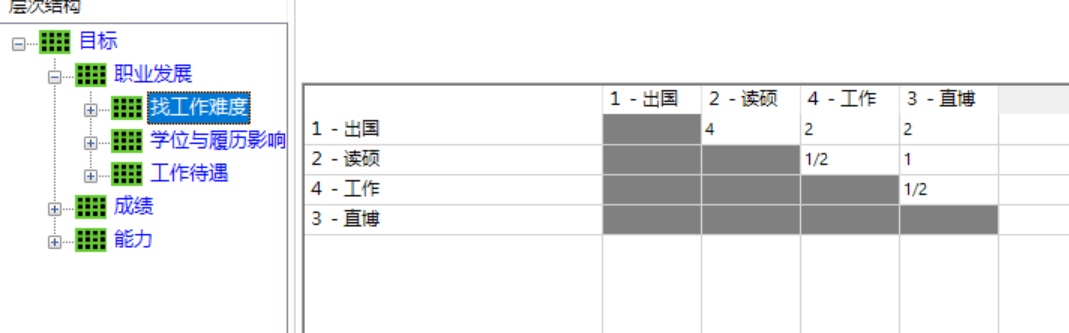 层次结构
目标
职业发展
找工作难度
学位与履历影响
工作待遇
成绩
能力
1 - 出国 2 - 读硕 4 - 工作 3 - 直博
1 - 出国 4 2 2
2 - 读硕 1/2 1
4 - 工作 1/2
3 - 直博